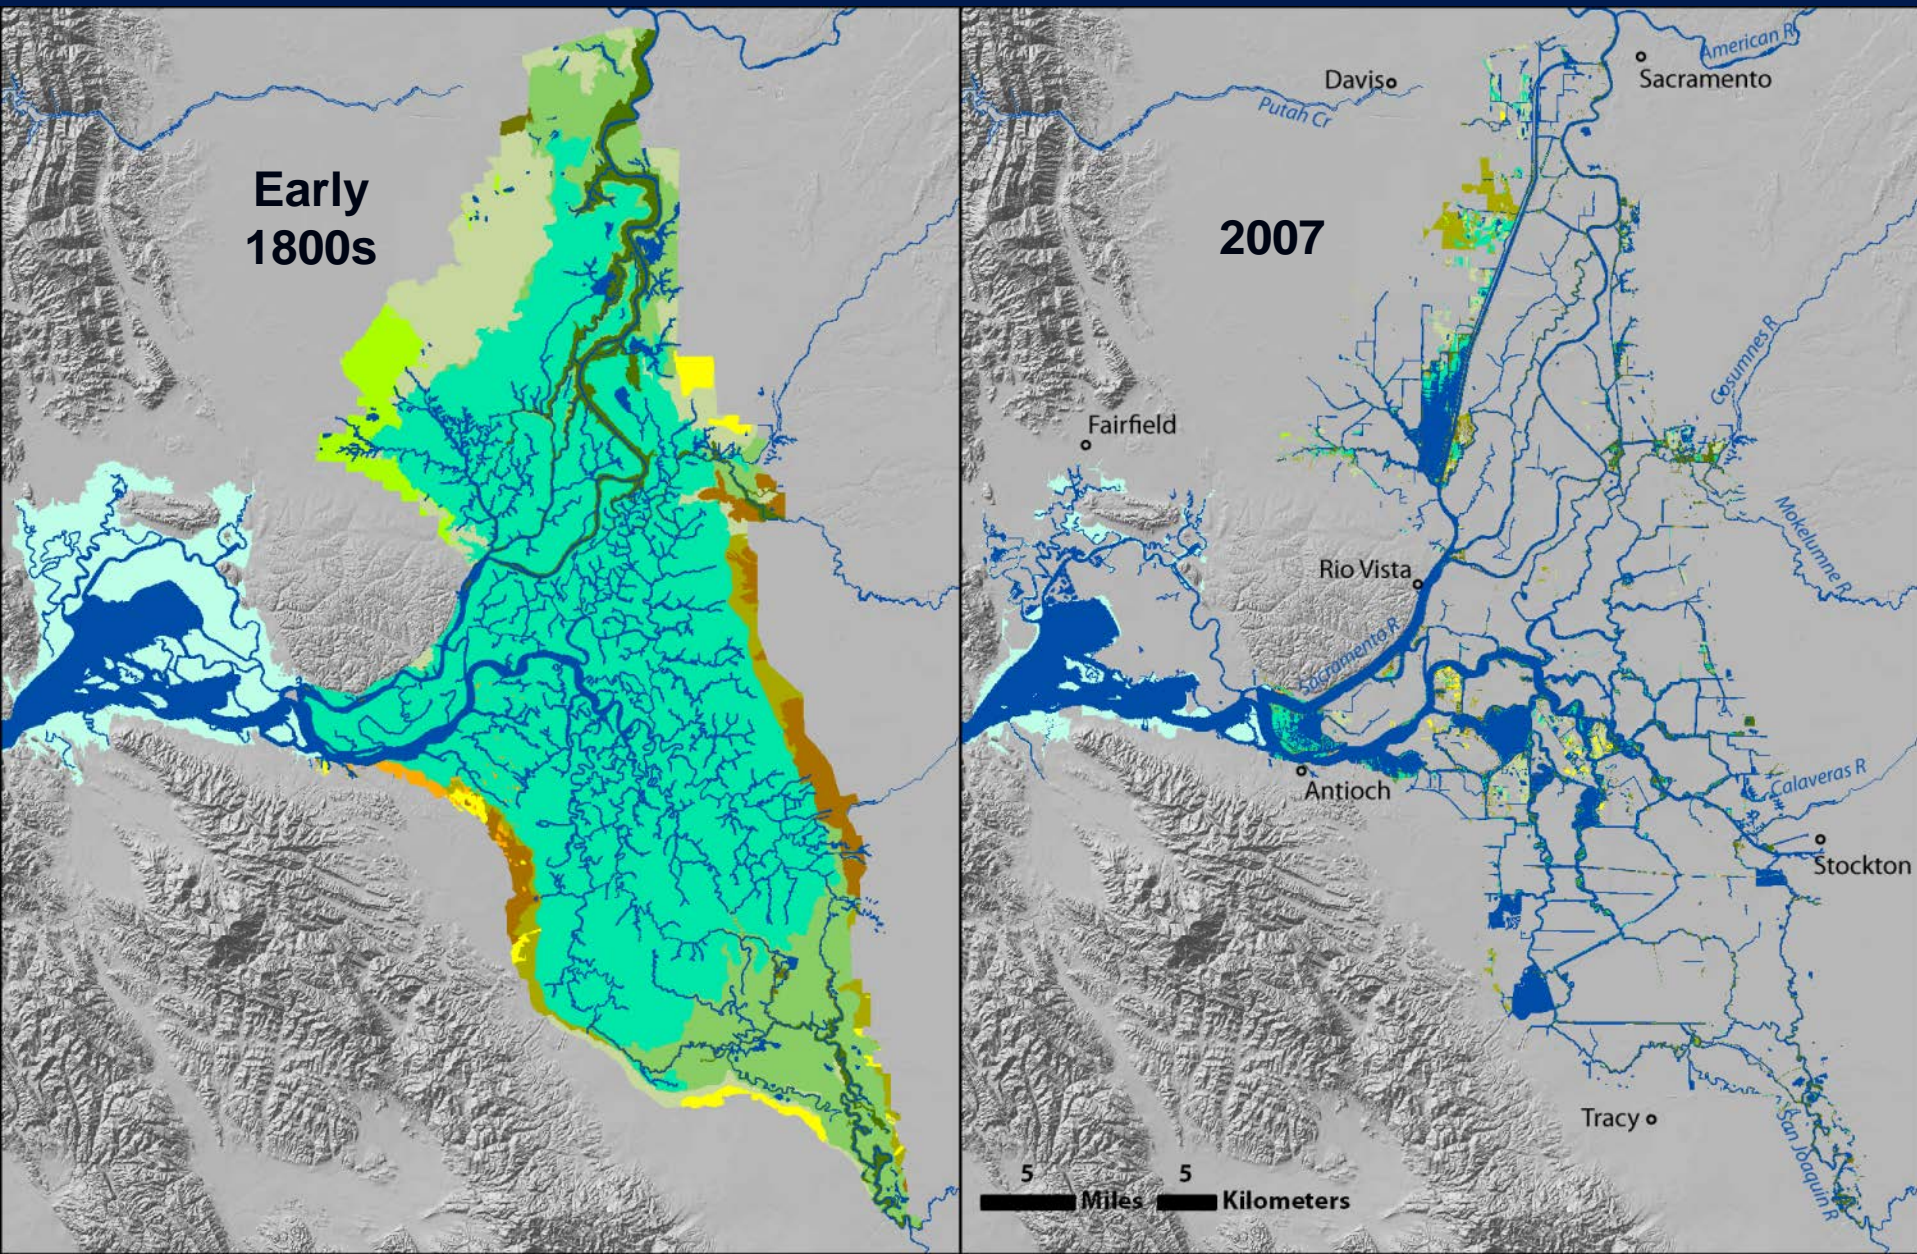 Early
1800s
2007
American R
Sacramento
Davis
Putah Cr
Cosumnes R
Fairfield
Mokelumne R
Rio Vista
Sacramento R
Antioch
Calaveras R
Stockton
Tracy
San Joaquin R
5 5
Miles Kilometers